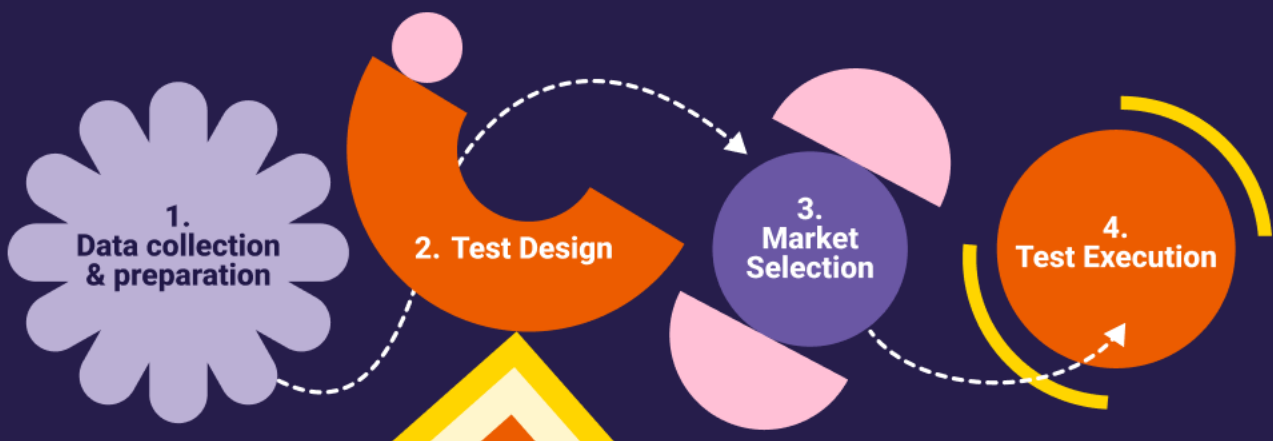 1.
Data collection
& preparation
2. Test Design
3.
Market
Selection
4.
Test Execution